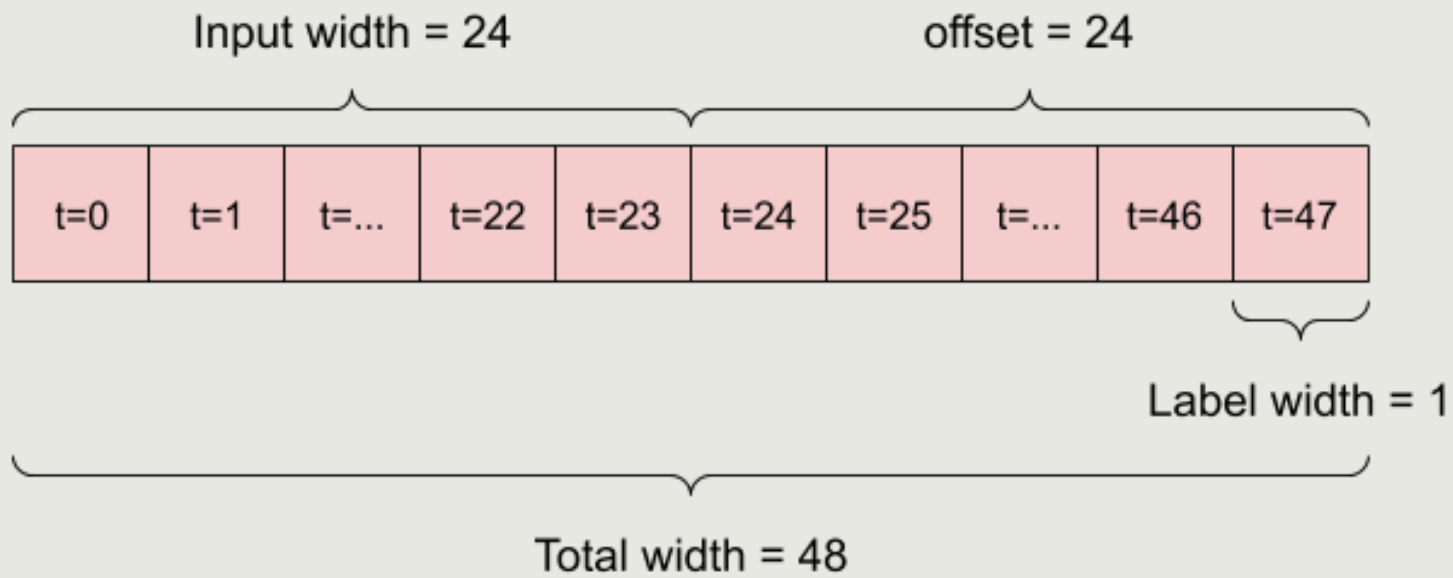 Input width = 24 offset = 24
t=0 t=1 t=... t=22 t=23 t=24 t=25 t=... t=46 t=47
Label width = 1
Total width = 48